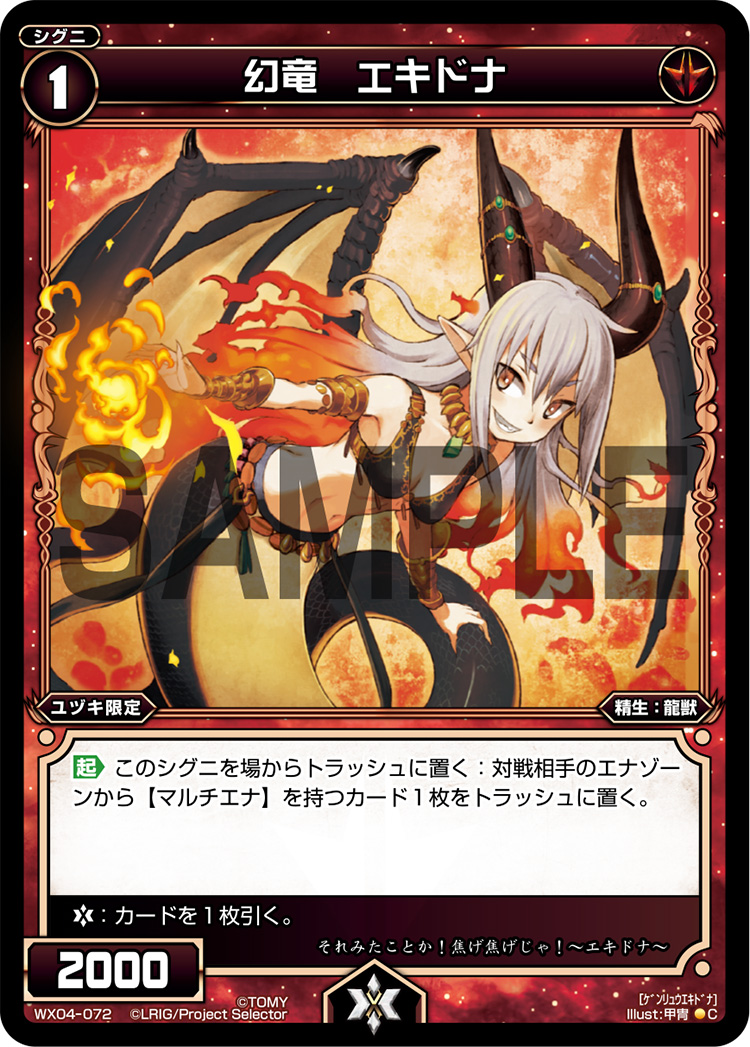 シグニ
1
幻竜　エキドナ
SAMPLE
ユヅキ限定
精生：龍獣
起 このシグニを場からトラッシュに置く：対戦相手のエナゾー
ンから【マルチエナ】を持つカード１枚をトラッシュに置く。
：カードを１枚引く。
それみたことか！焦げ焦げじゃ！～エキドナ～
2000
WX04-072 ©LRIG/Project Selector
©TOMY
[ｹﾞﾝﾘｭｳｴｷﾄﾞﾅ]
Illust:甲冑 C